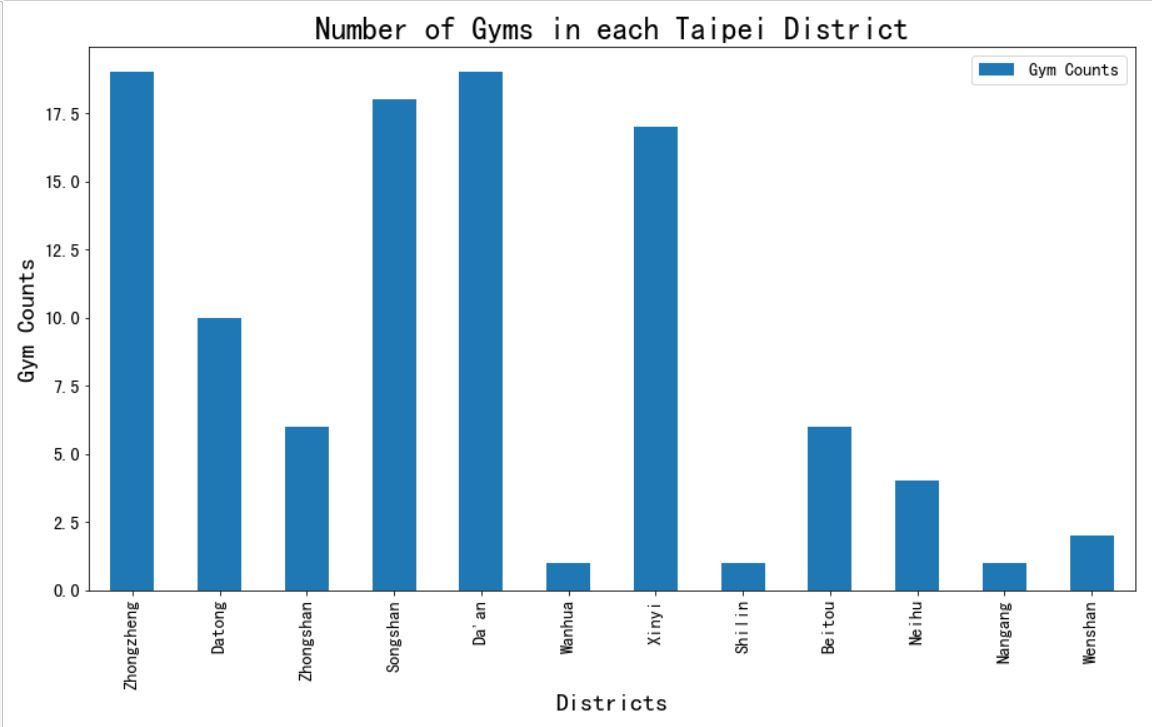 Number of Gyms in each Taipei District
Gym Counts
17.5
15.0
12.5
10.0
7.5
5.0
2.5
0.0
Gym Counts
Zhongzheng
Datong
Zhongshan
Songshan
Da'an
Wanhua
Xinyi
Shilin
Beitou
Neihu
Nangang
Wenshan
Districts